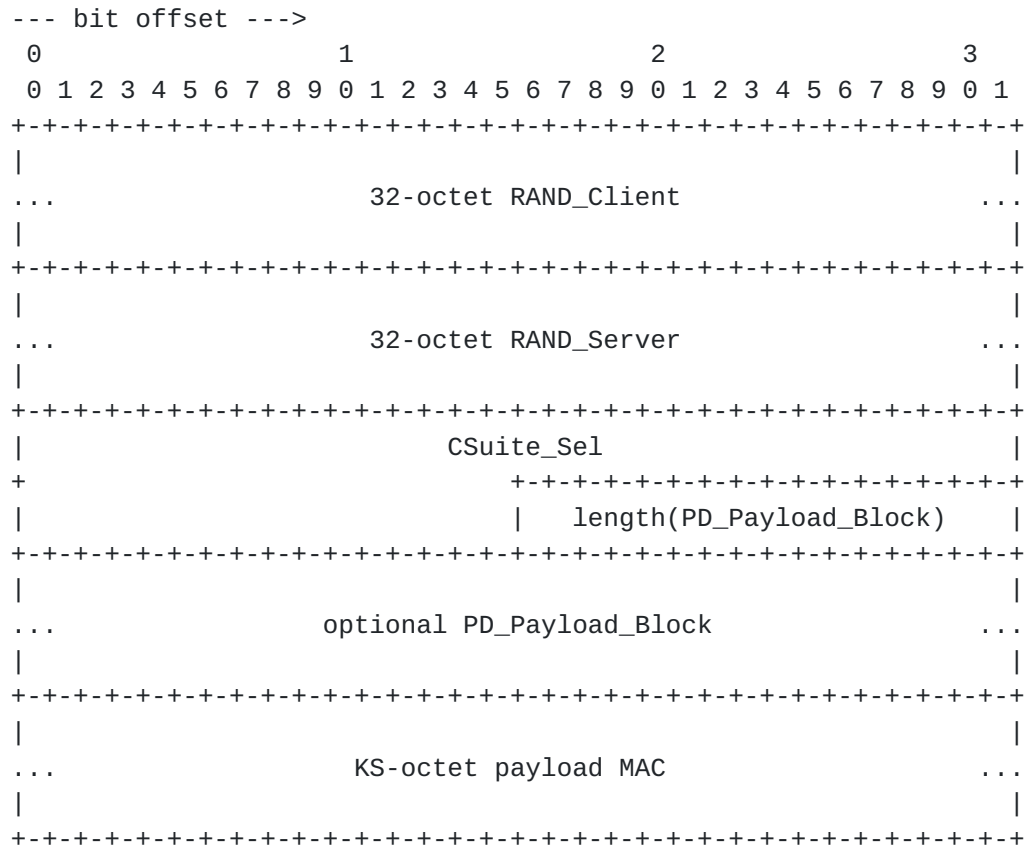 --- bit offset --->
 0                   1                   2                   3
 0 1 2 3 4 5 6 7 8 9 0 1 2 3 4 5 6 7 8 9 0 1 2 3 4 5 6 7 8 9 0 1
+-+-+-+-+-+-+-+-+-+-+-+-+-+-+-+-+-+-+-+-+-+-+-+-+-+-+-+-+-+-+-+-+
|                                                               |
...                    32-octet RAND_Client                   ...
|                                                               |
+-+-+-+-+-+-+-+-+-+-+-+-+-+-+-+-+-+-+-+-+-+-+-+-+-+-+-+-+-+-+-+-+
|                                                               |
...                    32-octet RAND_Server                   ...
|                                                               |
+-+-+-+-+-+-+-+-+-+-+-+-+-+-+-+-+-+-+-+-+-+-+-+-+-+-+-+-+-+-+-+-+
|                           CSuite_Sel                          |
+                               +-+-+-+-+-+-+-+-+-+-+-+-+-+-+-+-+
|                               |   length(PD_Payload_Block)    |
+-+-+-+-+-+-+-+-+-+-+-+-+-+-+-+-+-+-+-+-+-+-+-+-+-+-+-+-+-+-+-+-+
|                                                               |
...                 optional PD_Payload_Block                 ...
|                                                               |
+-+-+-+-+-+-+-+-+-+-+-+-+-+-+-+-+-+-+-+-+-+-+-+-+-+-+-+-+-+-+-+-+
|                                                               |
...                   KS-octet payload MAC                    ...
|                                                               |
+-+-+-+-+-+-+-+-+-+-+-+-+-+-+-+-+-+-+-+-+-+-+-+-+-+-+-+-+-+-+-+-+